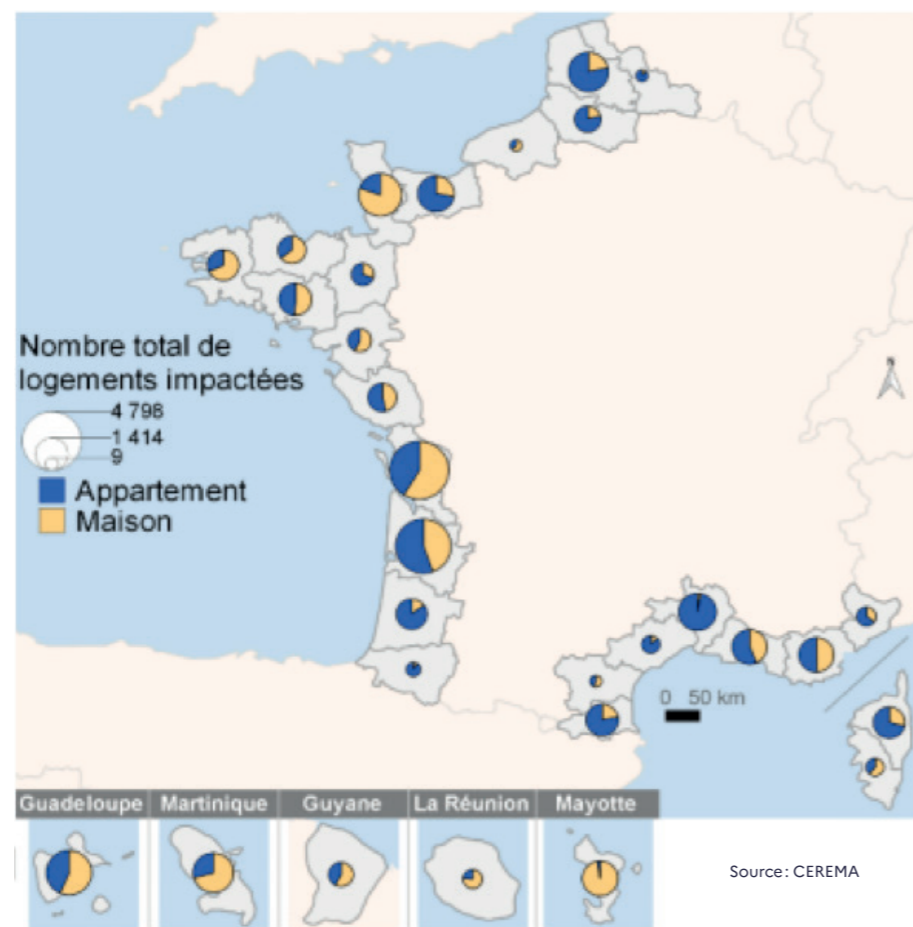 Nombre total de
logements impactées
4 798
1 414
9
Appartement
Maison
0 50 km
Guadeloupe
Martinique
Guyane
La Réunion
Mayotte
Source: CEREMA